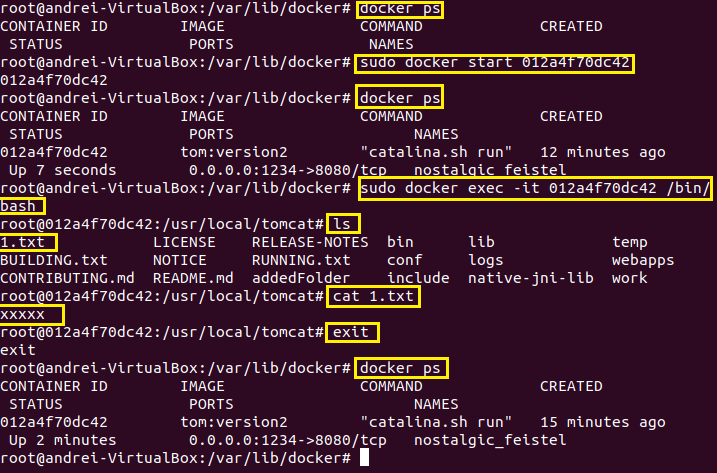 root@andrei-VirtualBox:/var/lib/docker# docker ps
CONTAINER ID        IMAGE               COMMAND             CREATED
 STATUS              PORTS               NAMES
root@andrei-VirtualBox:/var/lib/docker# sudo docker start 012a4f70dc42
012a4f70dc42
root@andrei-VirtualBox:/var/lib/docker# docker ps
CONTAINER ID        IMAGE               COMMAND             CREATED
 STATUS              PORTS                    NAMES
012a4f70dc42        tom:version2        "catalina.sh run"   12 minutes ago
 Up 7 seconds        0.0.0.0:1234->8080/tcp   nostalgic_feistel
root@andrei-VirtualBox:/var/lib/docker# sudo docker exec -it 012a4f70dc42 /bin/
bash
root@012a4f70dc42:/usr/local/tomcat# ls
1.txt            LICENSE    RELEASE-NOTES  bin      lib             temp
BUILDING.txt     NOTICE     RUNNING.txt    conf     logs            webapps
CONTRIBUTING.md  README.md  addedFolder    include  native-jni-lib  work
root@012a4f70dc42:/usr/local/tomcat# cat 1.txt
xxxxx
root@012a4f70dc42:/usr/local/tomcat# exit
exit
root@andrei-VirtualBox:/var/lib/docker# docker ps
CONTAINER ID        IMAGE               COMMAND             CREATED
 STATUS              PORTS                    NAMES
012a4f70dc42        tom:version2        "catalina.sh run"   15 minutes ago
 Up 2 minutes        0.0.0.0:1234->8080/tcp   nostalgic_feistel
root@andrei-VirtualBox:/var/lib/docker#